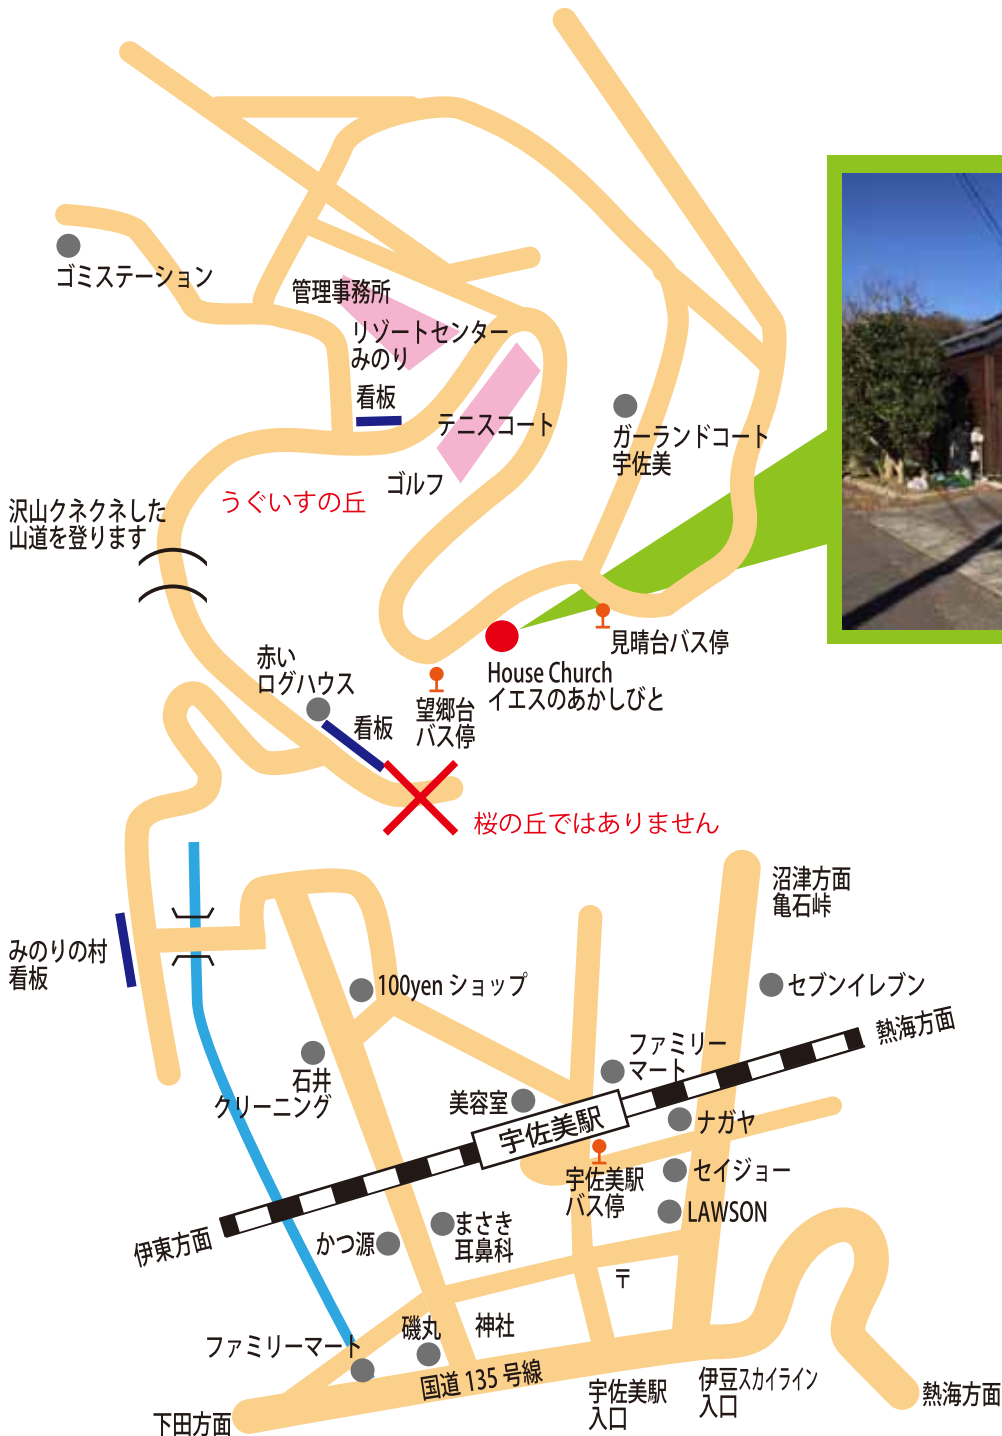 ゴミステーション
管理事務所
リゾートセンター
みのり
看板
テニスコート
ゴルフ
ガーランドコート
宇佐美
うぐいすの丘
沢山クネクネした
山道を登ります
見晴台バス停
House Church
イエスのあかしびと
赤い
ログハウス
看板
望郷台
バス停
桜の丘ではありません
沼津方面
亀石峠
みのりの村
看板
100yen ショップ
セブンイレブン
熱海方面
ファミリー
マート
石井
クリーニング
美容室
宇佐美駅
ナガヤ
宇佐美駅
バス停
セイジョー
LAWSON
伊東方面
かつ源
まさき
耳鼻科
〒
ファミリーマート
磯丸
神社
国道 135 号線
宇佐美駅
入口
伊豆スカイライン
入口
熱海方面
下田方面